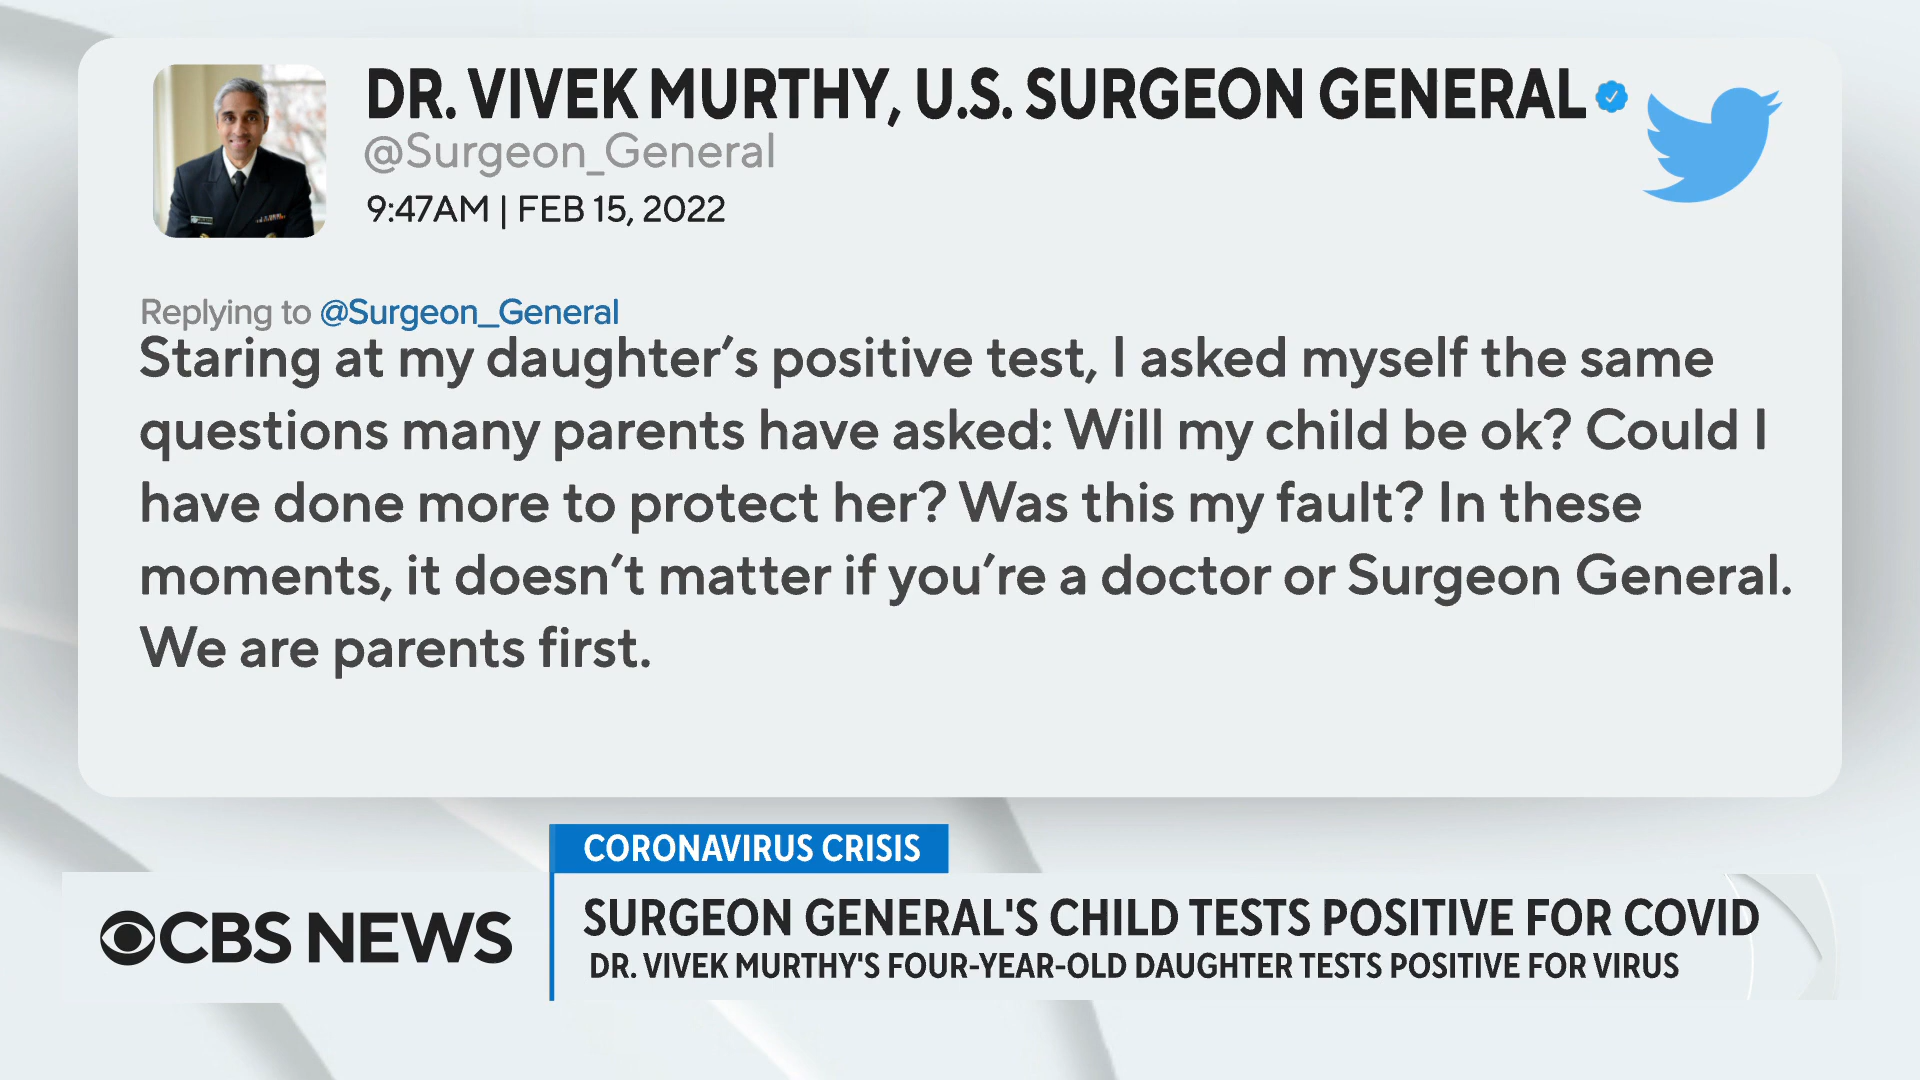 DR. VIVEK MURTHY, U.S. SURGEON GENERAL
@Surgeon_General
9:47AM | FEB 15, 2022
Replying to @Surgeon_General
Staring at my daughter’s positive test, I asked myself the same
questions many parents have asked: Will my child be ok? Could I
have done more to protect her? Was this my fault? In these
moments, it doesn’t matter if you’re a doctor or Surgeon General.
We are parents first.
CORONAVIRUS CRISIS
CBS NEWS
SURGEON GENERAL'S CHILD TESTS POSITIVE FOR COVID
DR. VIVEK MURTHY'S FOUR-YEAR-OLD DAUGHTER TESTS POSITIVE FOR VIRUS